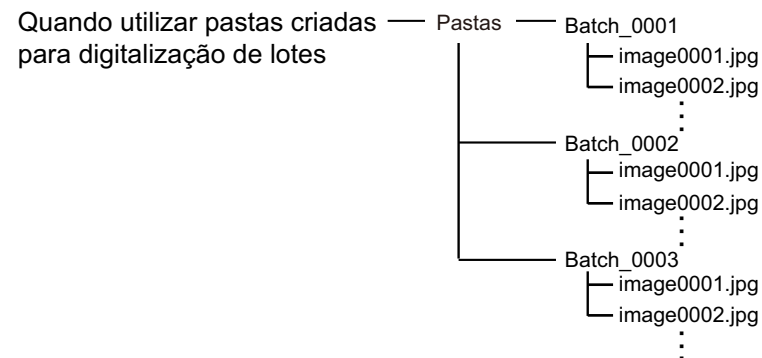 Quando utilizar pastas criadas
para digitalização de lotes
Pastas
Batch_0001
image0001.jpg
image0002.jpg
Batch_0002
image0001.jpg
image0002.jpg
Batch_0003
image0001.jpg
image0002.jpg